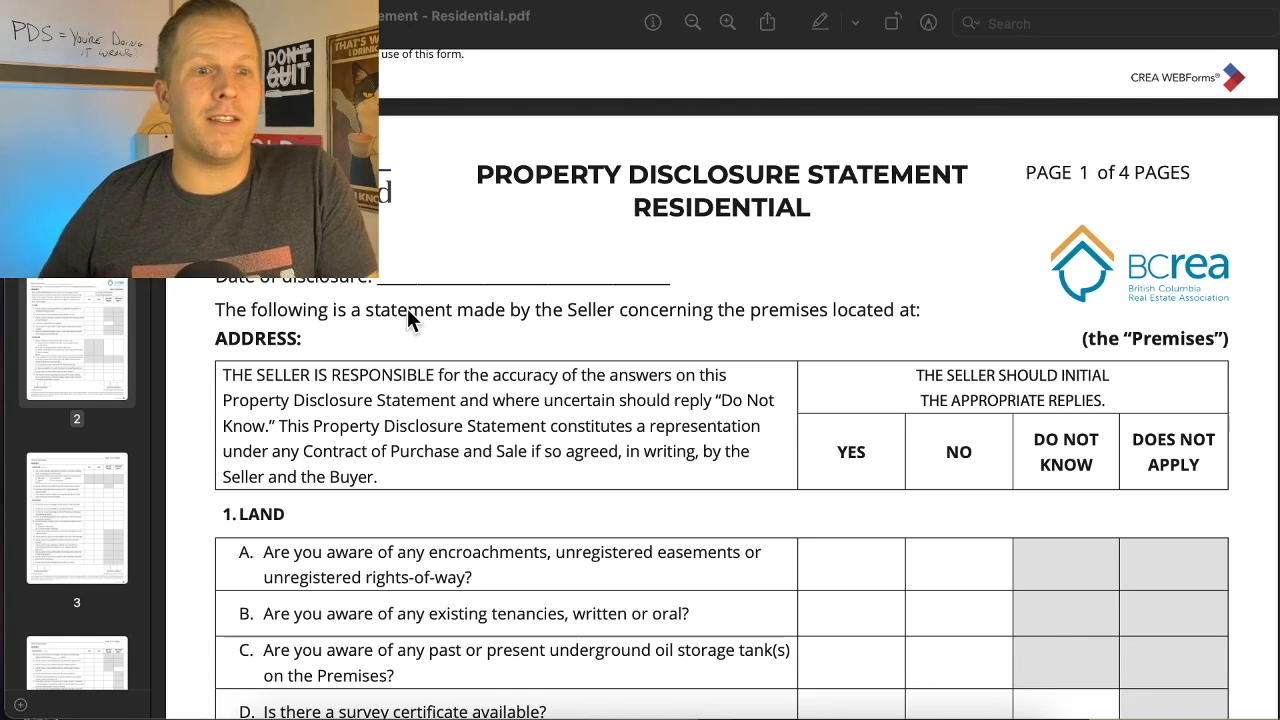 PDS = YOU'RE DOING
IT WRONG!
DON'T
QUIT
THAT'S W
I DRINK
KNO
ement - Residential.pdf
Search
use of this form.
CREA WEBForms®
d
PROPERTY DISCLOSURE STATEMENT
RESIDENTIAL
PAGE 1 of 4 PAGES
BCrea
British Columbia
Real Estate Association
Date of disclosure:
The following is a statement made by the Seller concerning the premises located at:
ADDRESS:
(the “Premises”)
THE SELLER IS RESPONSIBLE for the accuracy of the answers on this
Property Disclosure Statement and where uncertain should reply “Do Not
Know.” This Property Disclosure Statement constitutes a representation
under any Contract of Purchase and Sale if so agreed, in writing, by the
Seller and the Buyer.
THE SELLER SHOULD INITIAL
THE APPROPRIATE REPLIES.
YES
NO
DO NOT
KNOW
DOES NOT
APPLY
1. LAND
A. Are you aware of any encroachments, unregistered easements or
unregistered rights-of-way?
B. Are you aware of any existing tenancies, written or oral?
C. Are you aware of any past or present underground oil storage tank(s)
on the Premises?
D. Is there a survey certificate available?
2
3